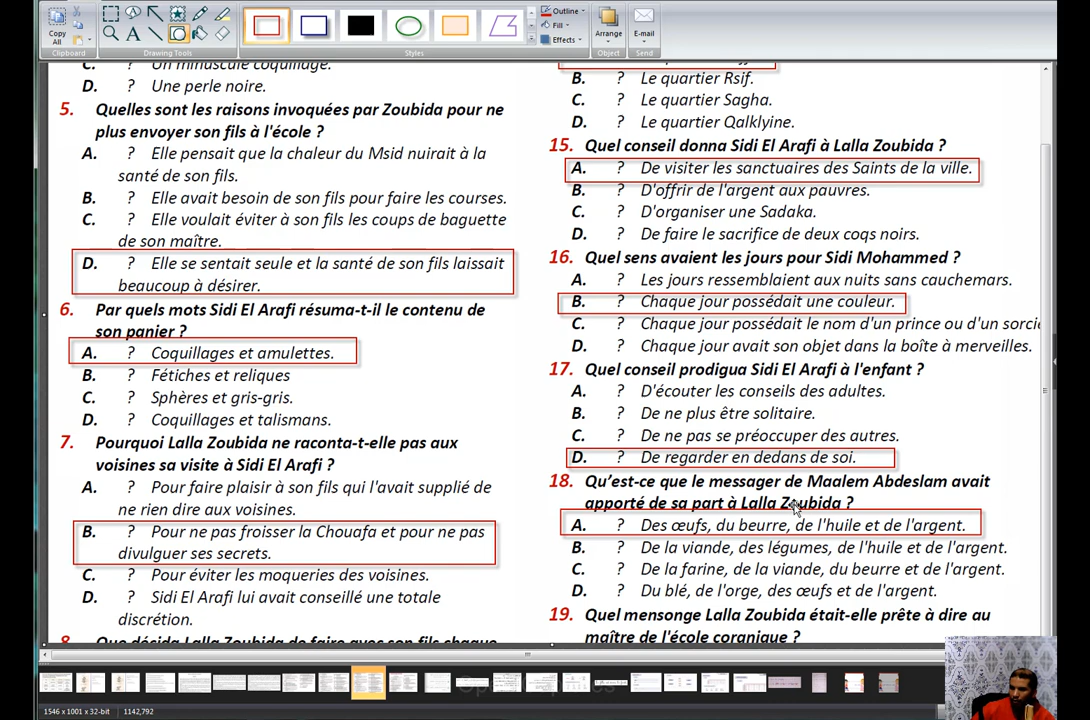 Copy
All
Clipboard
Drawing Tools
Styles
Outline
Fill
Effects
Arrange
Object
E-mail
Send
C. ? Un minuscule coquillage.
D. ? Une perle noire.
5. Quelles sont les raisons invoquées par Zoubida pour ne
plus envoyer son fils à l'école ?
A. ? Elle pensait que la chaleur du Msid nuirait à la
santé de son fils.
B. ? Elle avait besoin de son fils pour faire les courses.
C. ? Elle voulait éviter à son fils les coups de baguette
de son maître.
D. ? Elle se sentait seule et la santé de son fils laissait
beaucoup à désirer.
6. Par quels mots Sidi El Arafi résuma-t-il le contenu de
son panier ?
A. ? Coquillages et amulettes.
B. ? Fétiches et reliques
C. ? Sphères et gris-gris.
D. ? Coquillages et talismans.
7. Pourquoi Lalla Zoubida ne raconta-t-elle pas aux
voisines sa visite à Sidi El Arafi ?
A. ? Pour faire plaisir à son fils qui l'avait supplié de
ne rien dire aux voisines.
B. ? Pour ne pas froisser la Chouafa et pour ne pas
divulguer ses secrets.
C. ? Pour éviter les moqueries des voisines.
D. ? Sidi El Arafi lui avait conseillé une totale
discrétion.
8. Que décida Lalla Zoubida de faire avec son fils chaque
B. ? Le quartier Rsif.
C. ? Le quartier Sagha.
D. ? Le quartier Qalklyine.
15. Quel conseil donna Sidi El Arafi à Lalla Zoubida ?
A. ? De visiter les sanctuaires des Saints de la ville.
B. ? D'offrir de l'argent aux pauvres.
C. ? D'organiser une Sadaka.
D. ? De faire le sacrifice de deux coqs noirs.
16. Quel sens avaient les jours pour Sidi Mohammed ?
A. ? Les jours ressemblaient aux nuits sans cauchemars.
B. ? Chaque jour possédait une couleur.
C. ? Chaque jour possédait le nom d'un prince ou d'un sorcie
D. ? Chaque jour avait son objet dans la boîte à merveilles.
17. Quel conseil prodigua Sidi El Arafi à l'enfant ?
A. ? D'écouter les conseils des adultes.
B. ? De ne plus être solitaire.
C. ? De ne pas se préoccuper des autres.
D. ? De regarder en dedans de soi.
18. Qu'est-ce que le messager de Maalem Abdeslam avait
apporté de sa part à Lalla Zoubida ?
A. ? Des œufs, du beurre, de l'huile et de l'argent.
B. ? De la viande, des légumes, de l'huile et de l'argent.
C. ? De la farine, de la viande, du beurre et de l'argent.
D. ? Du blé, de l'orge, des œufs et de l'argent.
19. Quel mensonge Lalla Zoubida était-elle prête à dire au
maître de l'école coranique ?
1546 x 1001 x 32-bit
1142,792